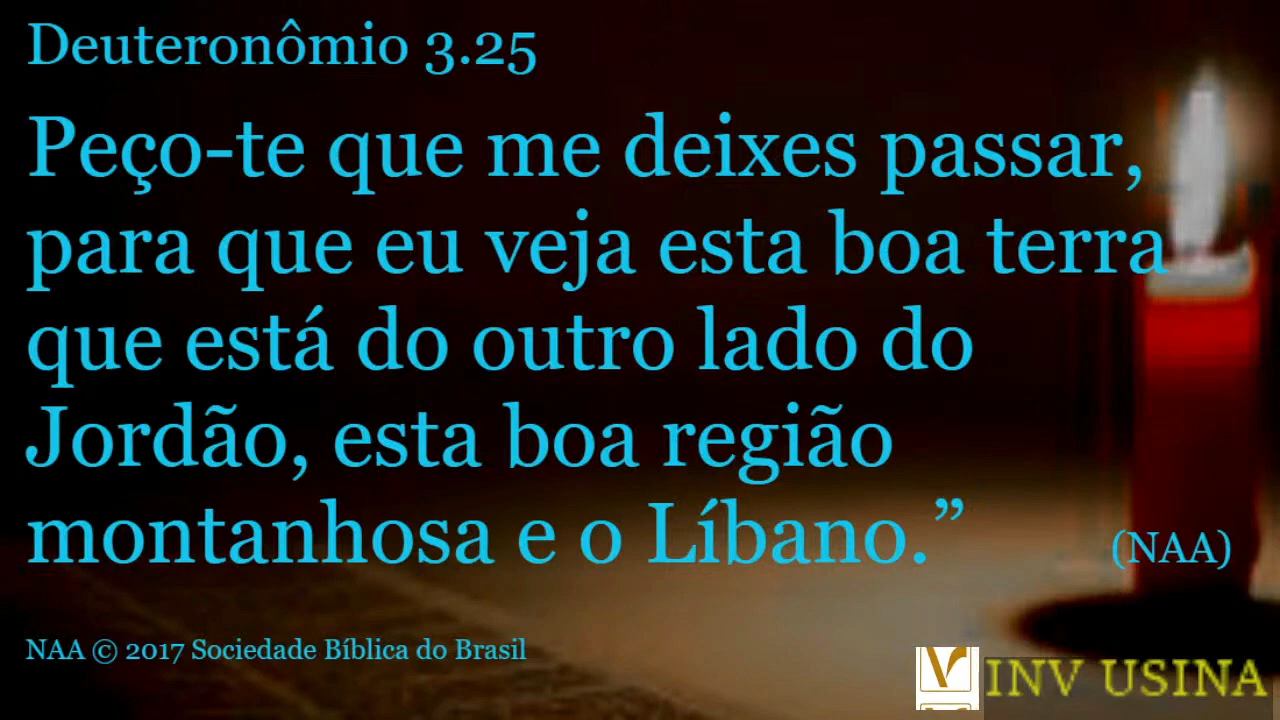 Deuteronômio 3.25
Peço-te que me deixes passar,
para que eu veja esta boa terra
que está do outro lado do
Jordão, esta boa região
montanhosa e o Líbano.”
(NAA)
NAA © 2017 Sociedade Bíblica do Brasil
INV USINA